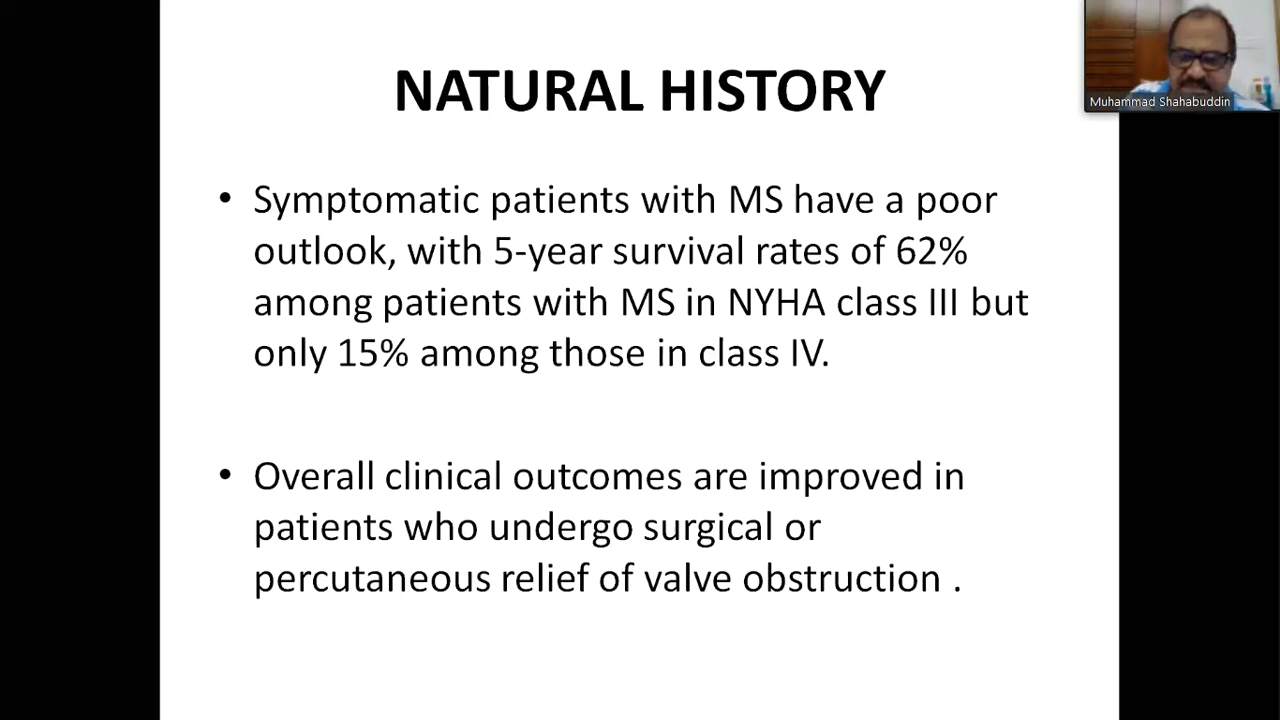 NATURAL HISTORY
Muhammad Shahabuddin
• Symptomatic patients with MS have a poor
outlook, with 5-year survival rates of 62%
among patients with MS in NYHA class III but
only 15% among those in class IV.
• Overall clinical outcomes are improved in
patients who undergo surgical or
percutaneous relief of valve obstruction .